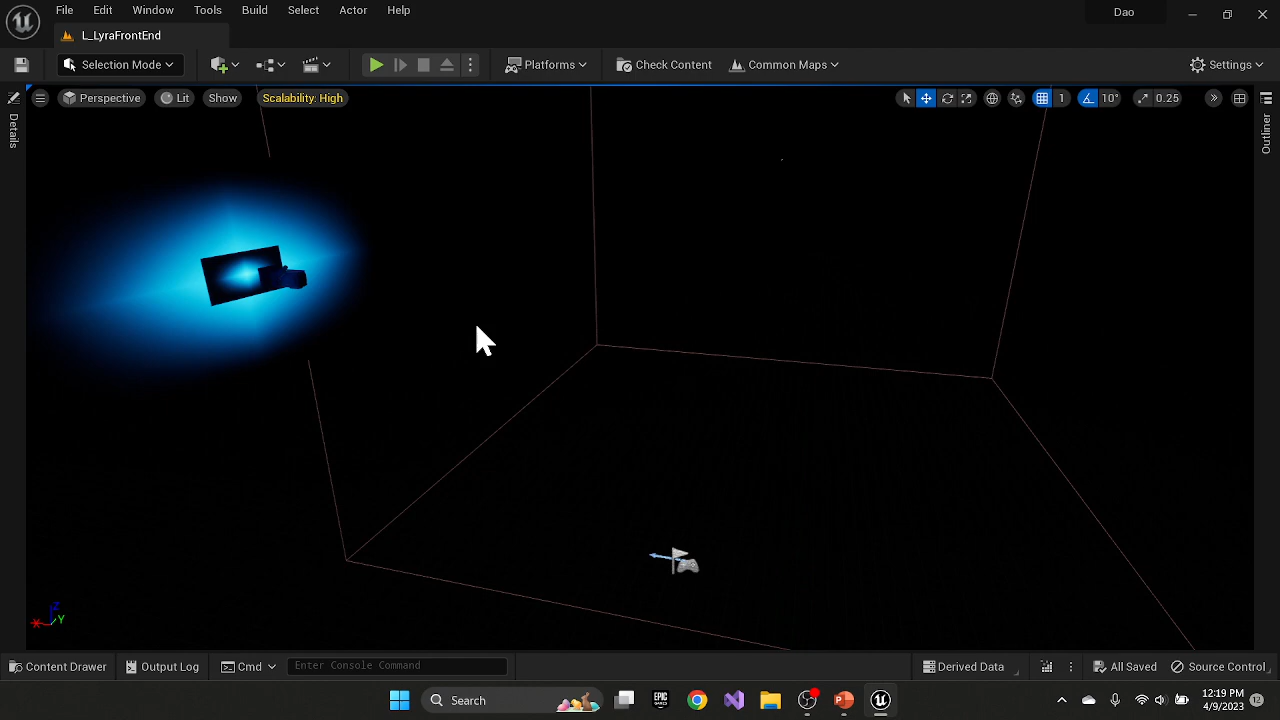 File Edit Window Tools Build Select Actor Help Dao
L_LyraFrontEnd
Selection Mode Platforms Check Content Common Maps Settings
Perspective Lit Show Scalability: High 1 10° 0.25
Details
Outliner
Z
X Y
Content Drawer Output Log Cmd Enter Console Command Derived Data All Saved Source Control
Search
EPIC GAMES
12:19 PM
4/9/2023